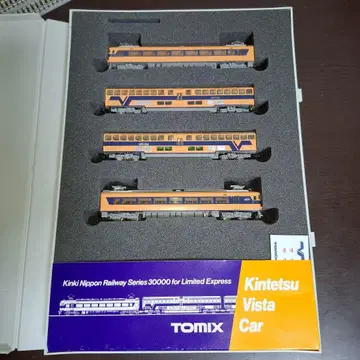 Kinki Nippon Railway Series 30000 for Limited Express
Kintetsu
Vista
Car
TOMIX